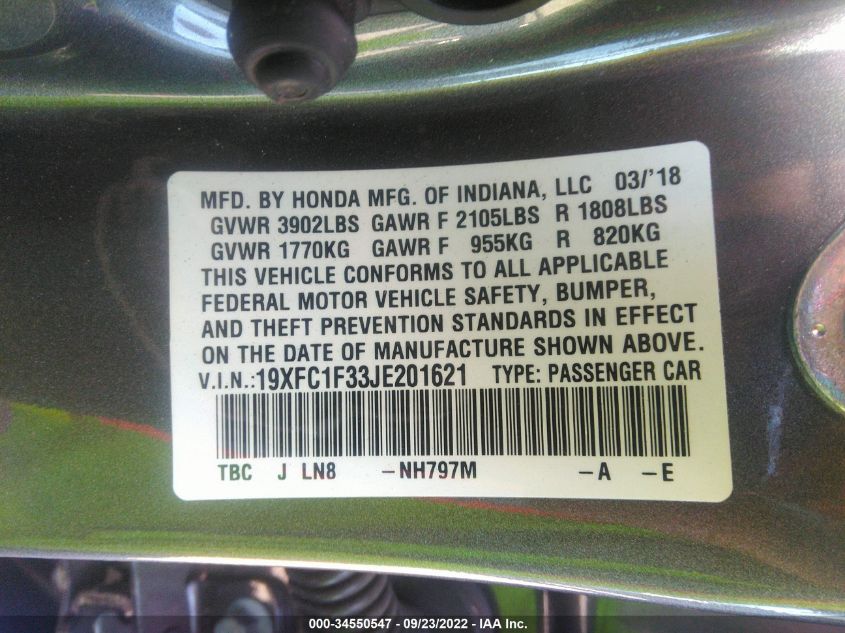 MFD. BY HONDA MFG. OF INDIANA, LLC 03/'18
GVWR 3902LBS GAWR F 2105LBS R 1808LBS
GVWR 1770KG GAWR F 955KG R 820KG
THIS VEHICLE CONFORMS TO ALL APPLICABLE
FEDERAL MOTOR VEHICLE SAFETY, BUMPER,
AND THEFT PREVENTION STANDARDS IN EFFECT
ON THE DATE OF MANUFACTURE SHOWN ABOVE.
V.I.N.:19XFC1F33JE201621 TYPE: PASSENGER CAR
TBC J LN8 -NH797M -A -E
000-34550547 - 09/23/2022 - IAA Inc.